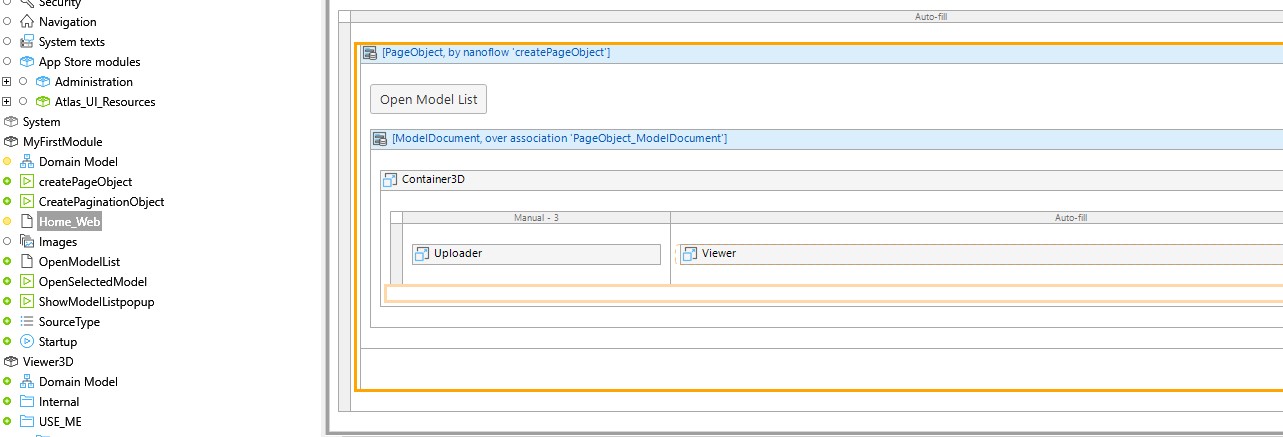 Security
Navigation
System texts
App Store modules
Administration
Atlas_UI_Resources
System
MyFirstModule
Domain Model
createPageObject
CreatePaginationObject
Home_Web
Images
OpenModelList
OpenSelectedModel
ShowModelListpopup
SourceType
Startup
Viewer3D
Domain Model
Internal
USE_ME
Auto-fill
[PageObject, by nanoflow 'createPageObject']
Open Model List
[ModelDocument, over association 'PageObject_ModelDocument']
Container3D
Manual - 3
Auto-fill
Uploader
Viewer